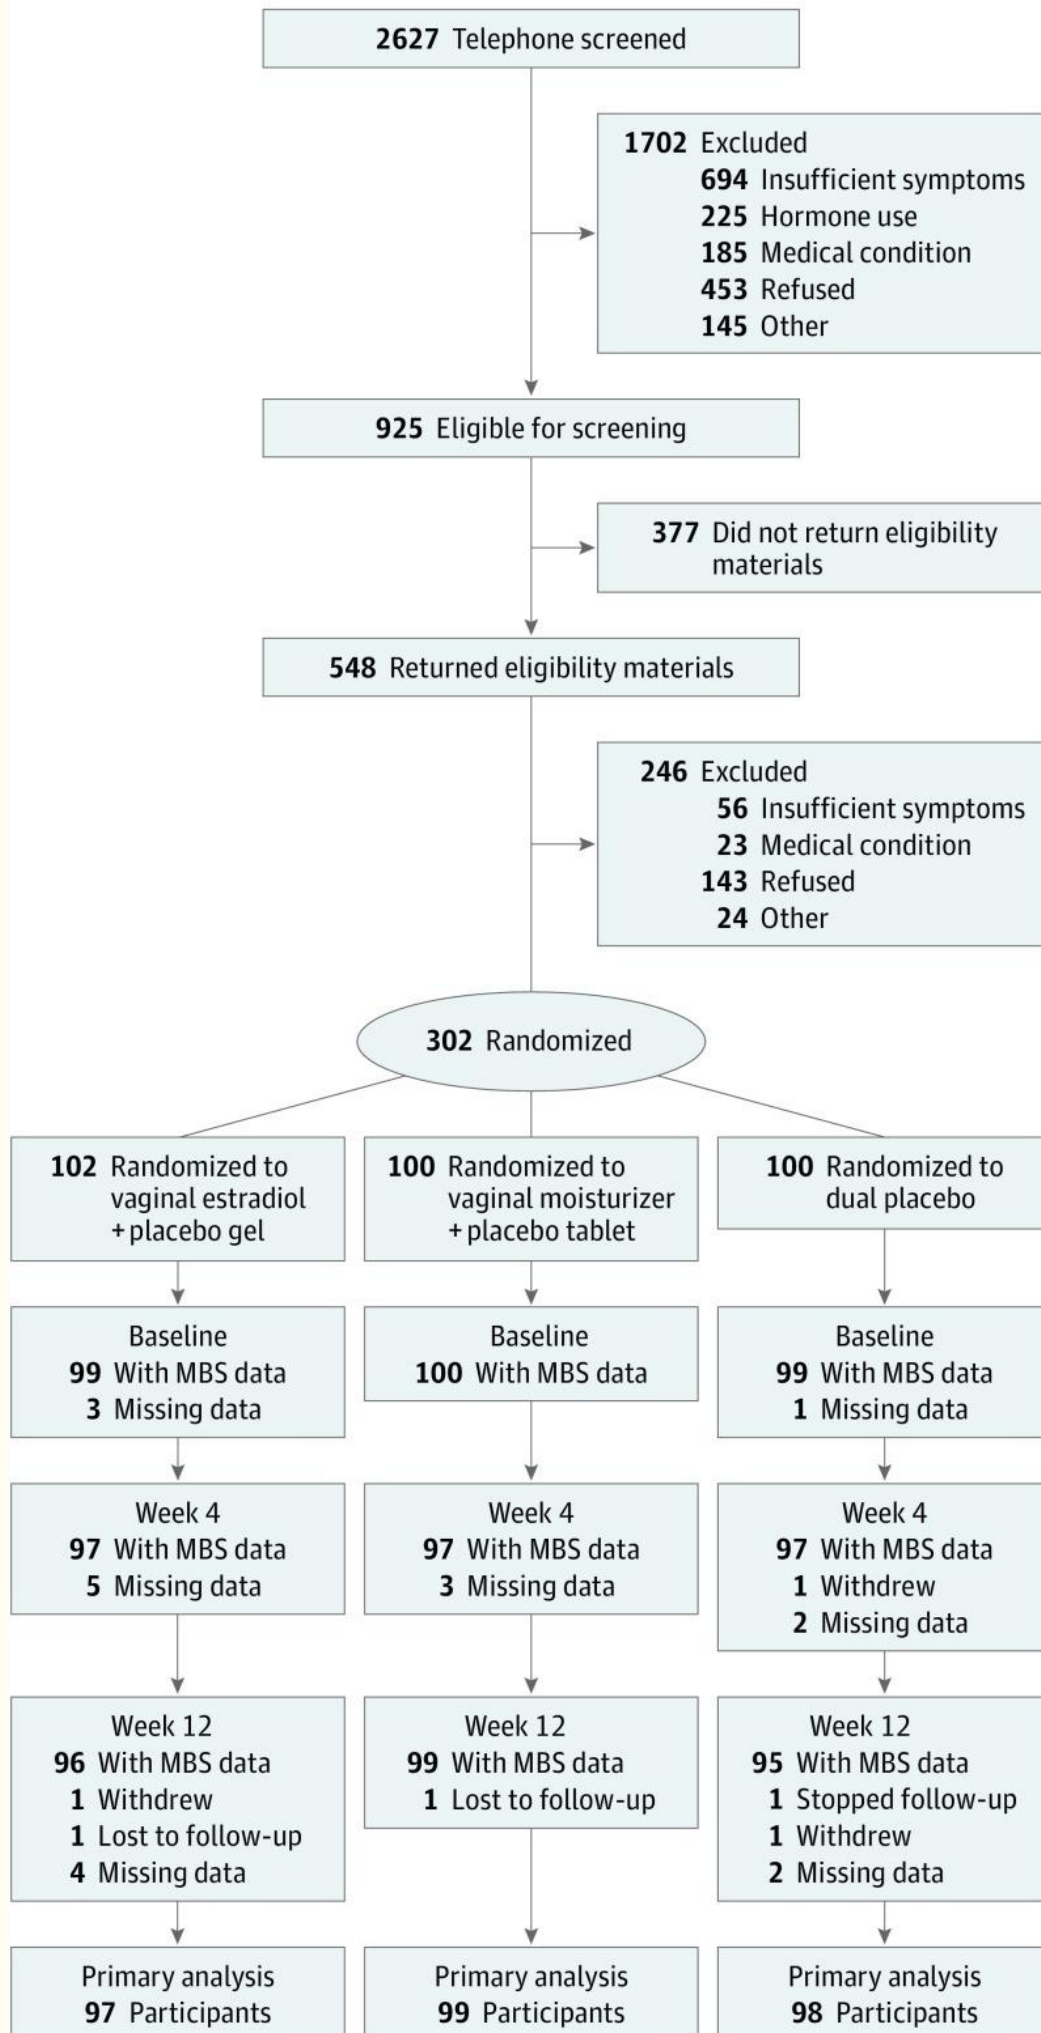 2627 Telephone screened
1702 Excluded
694 Insufficient symptoms
225 Hormone use
185 Medical condition
453 Refused
145 Other
925 Eligible for screening
377 Did not return eligibility
materials
548 Returned eligibility materials
246 Excluded
56 Insufficient symptoms
23 Medical condition
143 Refused
24 Other
302 Randomized
102 Randomized to
vaginal estradiol
+ placebo gel
100 Randomized to
vaginal moisturizer
+ placebo tablet
100 Randomized to
dual placebo
Baseline
99 With MBS data
3 Missing data
Baseline
100 With MBS data
Baseline
99 With MBS data
1 Missing data
Week 4
97 With MBS data
5 Missing data
Week 4
97 With MBS data
3 Missing data
Week 4
97 With MBS data
1 Withdrew
2 Missing data
Week 12
96 With MBS data
1 Withdrew
1 Lost to follow-up
4 Missing data
Week 12
99 With MBS data
1 Lost to follow-up
Week 12
95 With MBS data
1 Stopped follow-up
1 Withdrew
2 Missing data
Primary analysis
97 Participants
Primary analysis
99 Participants
Primary analysis
98 Participants